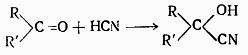 R
R'
C=O + HCN → 
R
R'
C
OH
CN